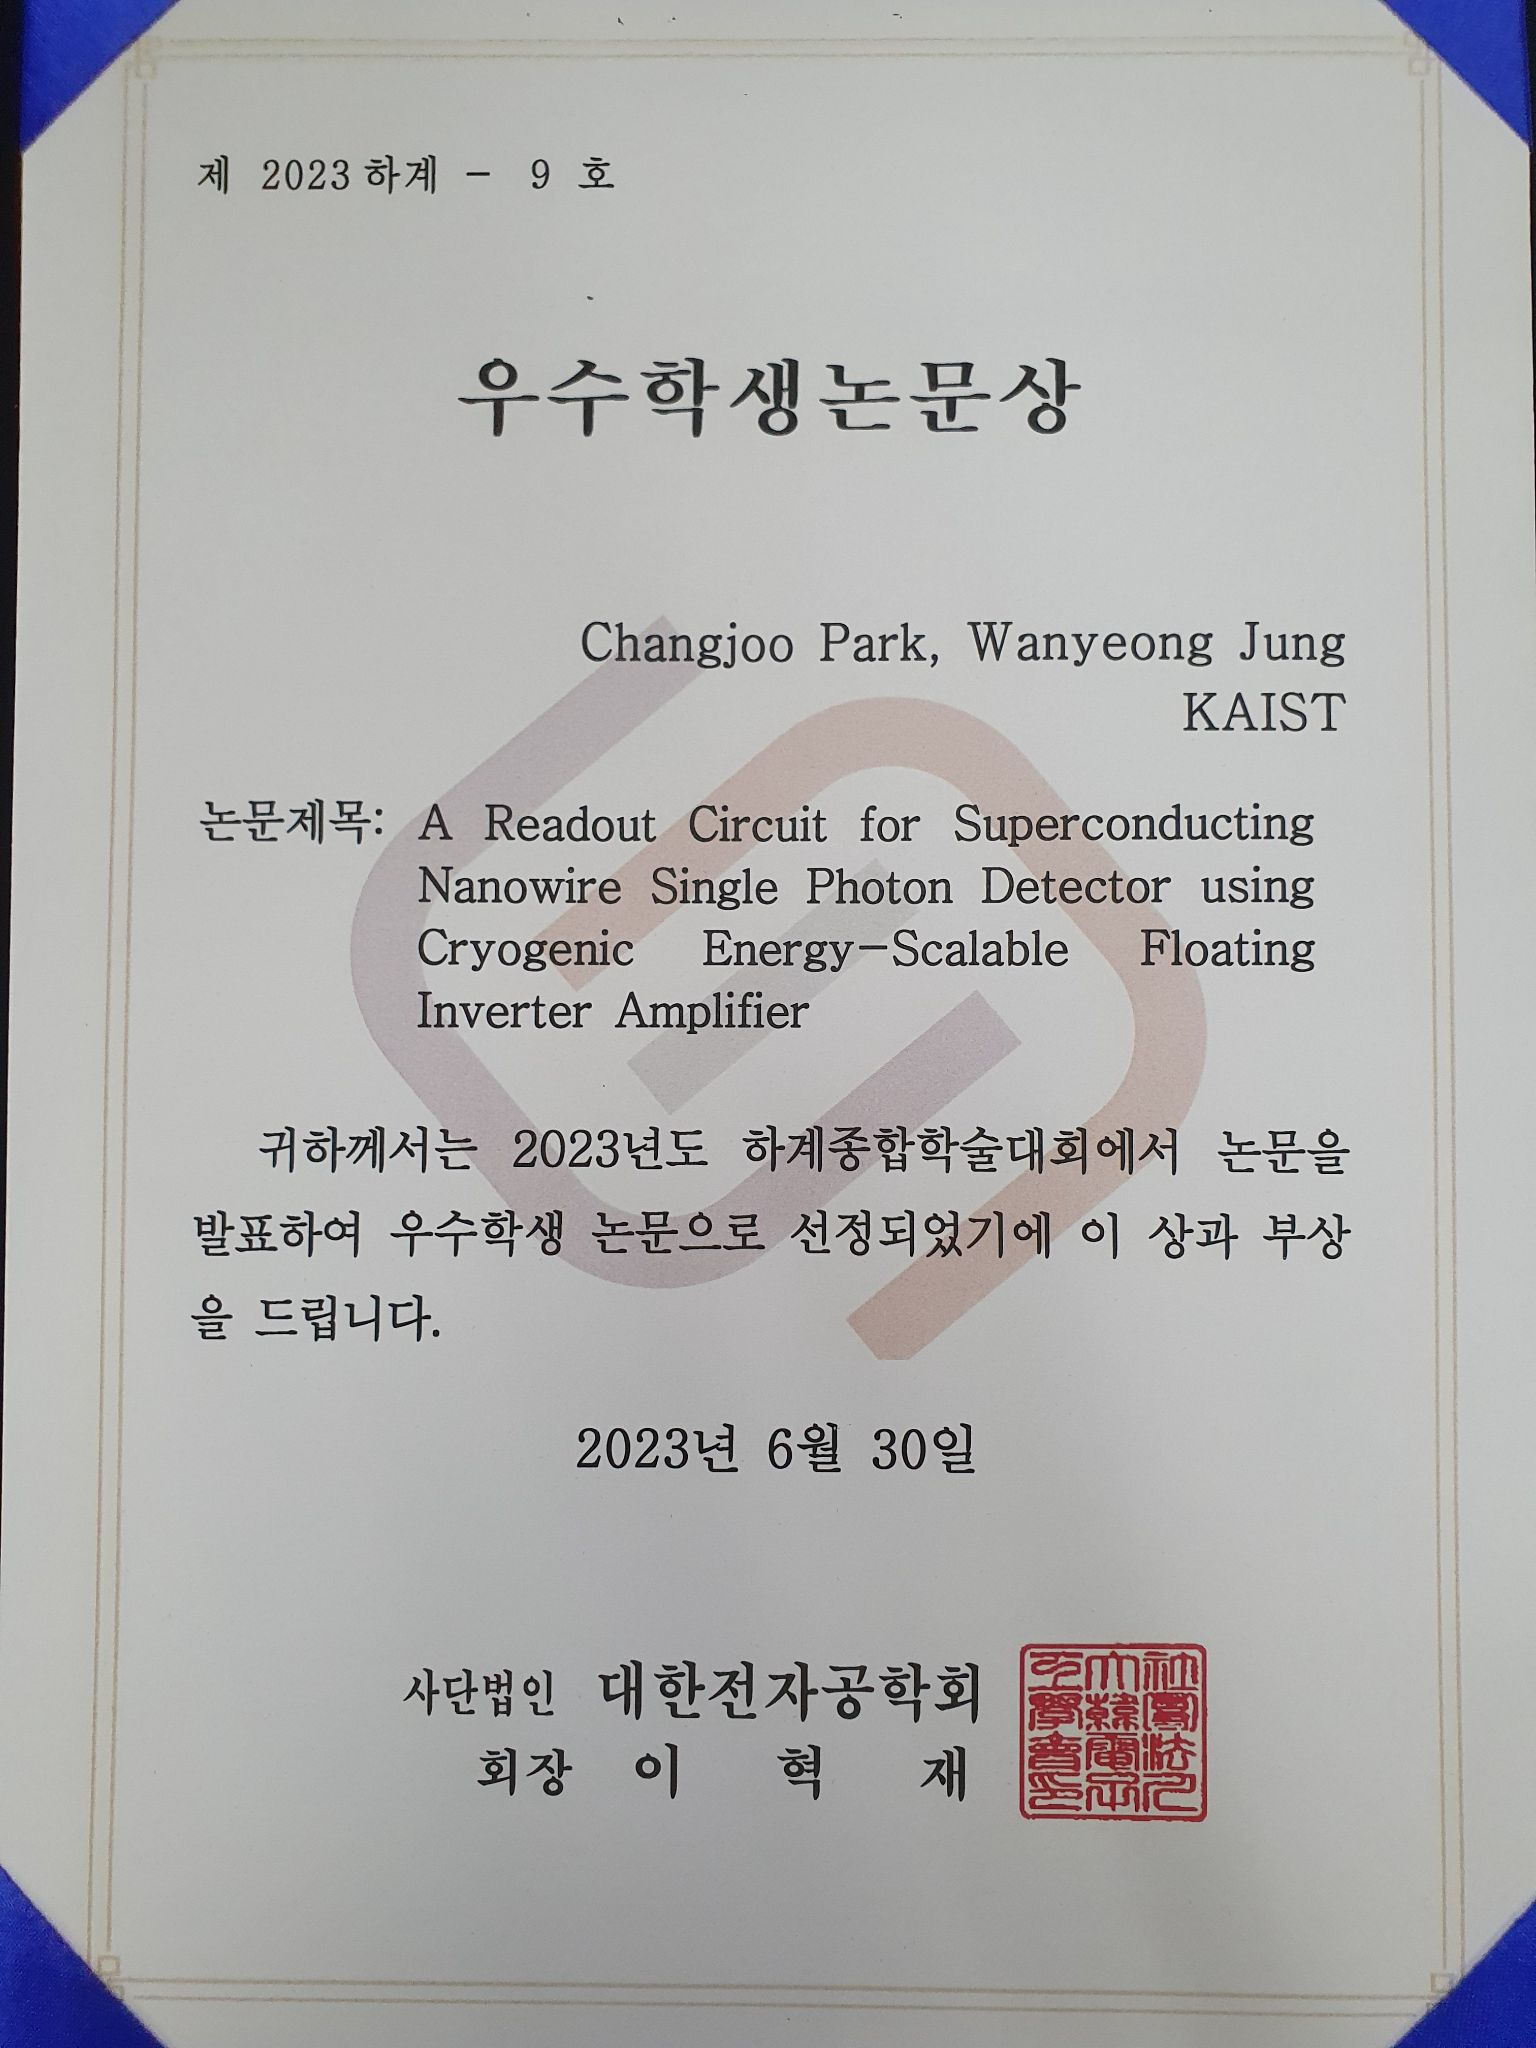 제 2023 하계 - 9 호
우수학생논문상
Changjoo Park, Wanyeong Jung
KAIST
논문제목: A Readout Circuit for Superconducting
Nanowire Single Photon Detector using
Cryogenic Energy-Scalable Floating
Inverter Amplifier
귀하께서는 2023년도 하계종합학술대회에서 논문을
발표하여 우수학생 논문으로 선정되었기에 이 상과 부상
을 드립니다.
2023년 6월 30일
사단법인 대한전자공학회
회장 이 혁 재